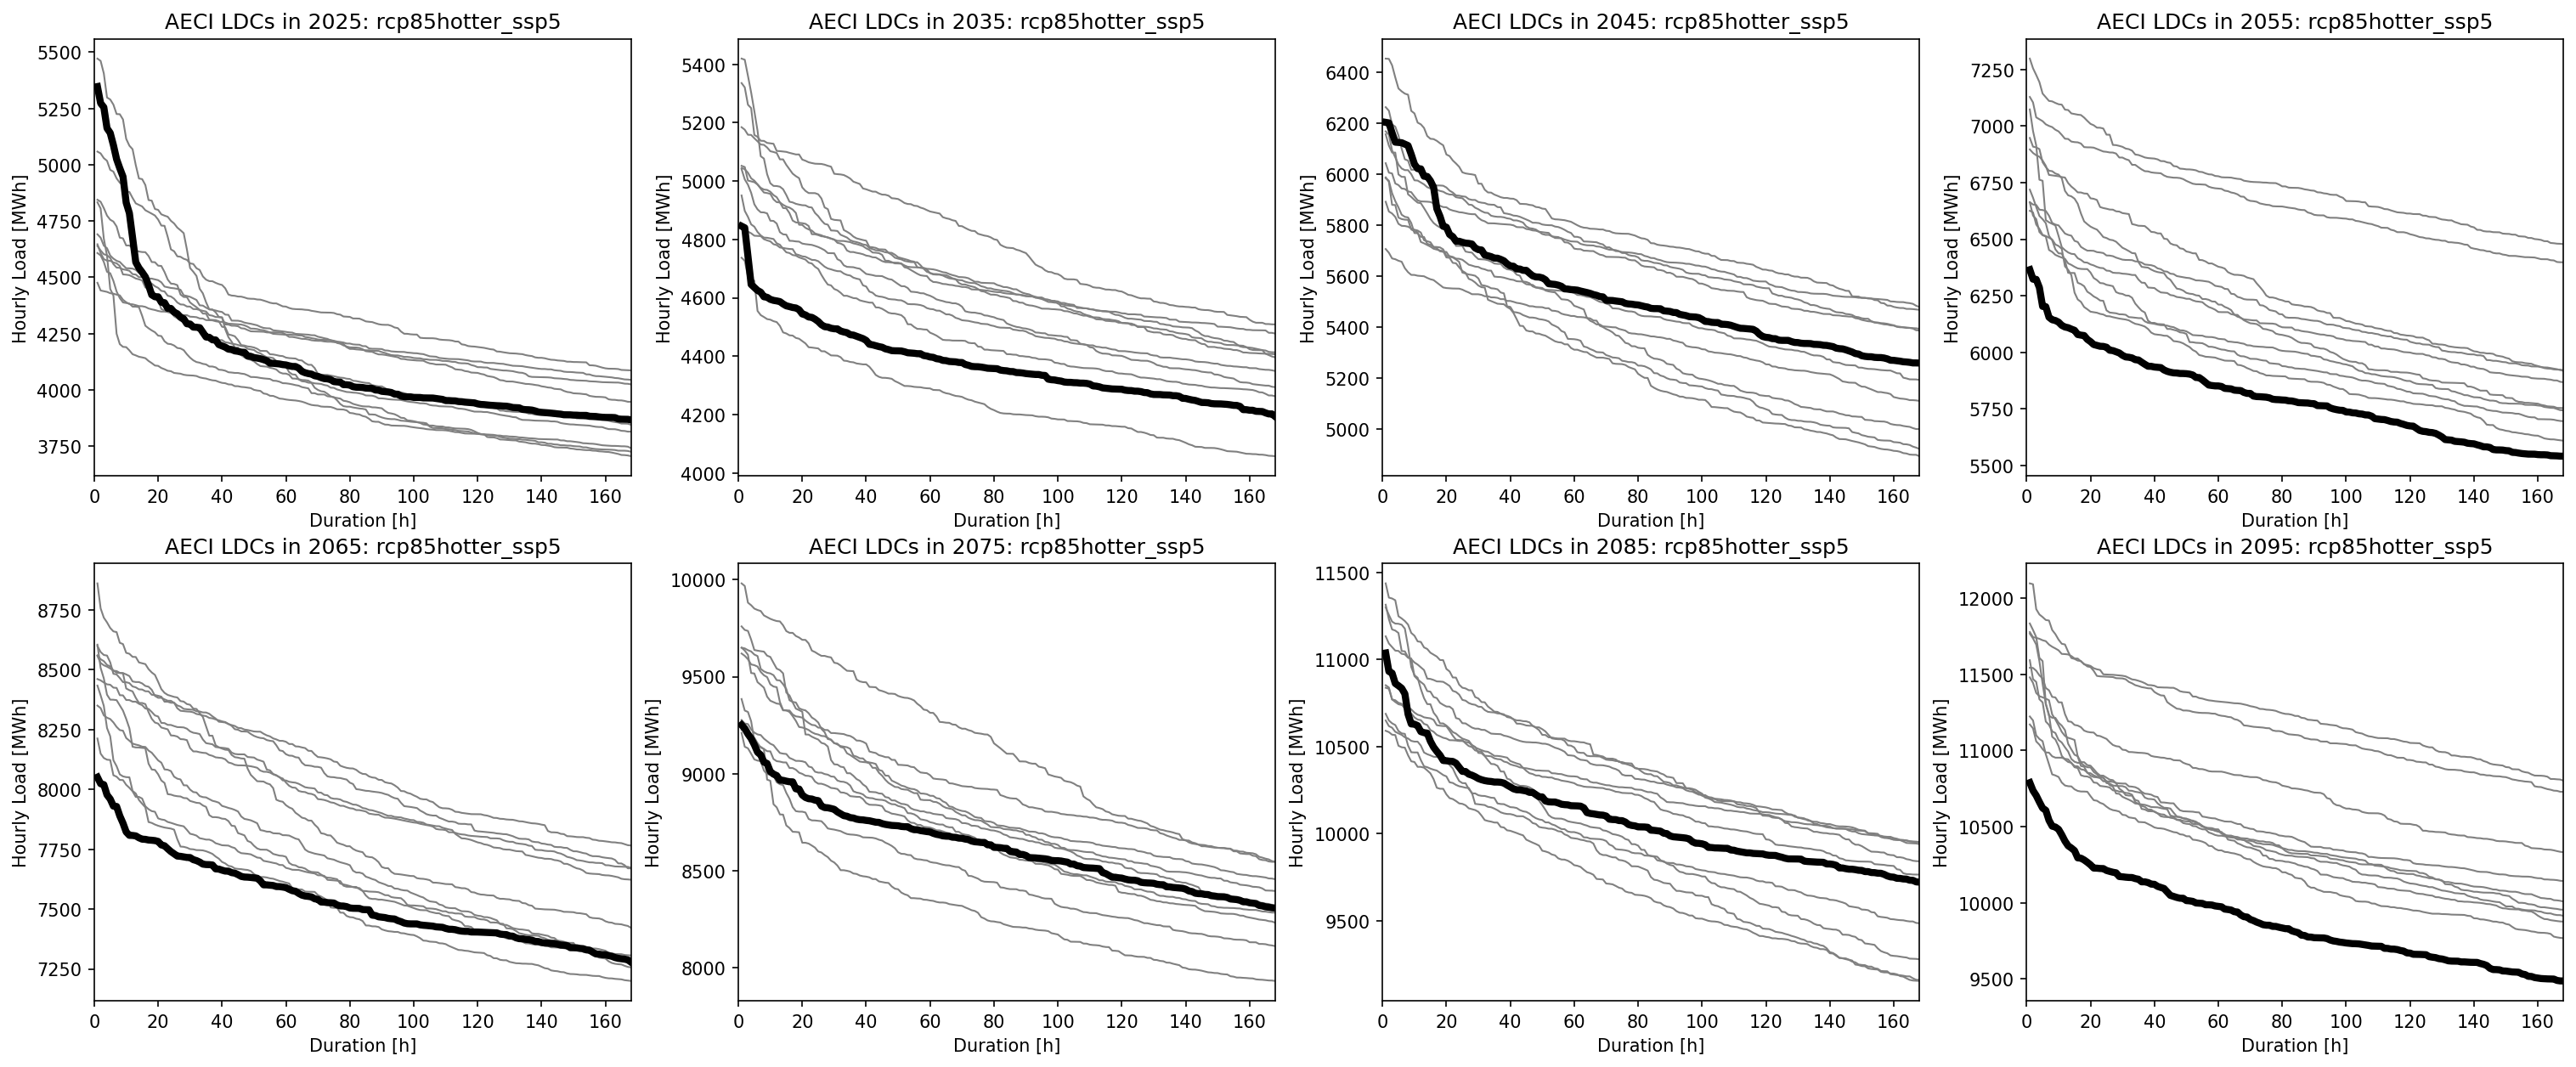 AECI LDCs in 2025: rcp85hotter_ssp5
5500
5250
5000
4750
4500
4250
4000
3750
Hourly Load [MWh]
0 20 40 60 80 100 120 140 160
Duration [h]
AECI LDCs in 2035: rcp85hotter_ssp5
5400
5200
5000
4800
4600
4400
4200
4000
Hourly Load [MWh]
0 20 40 60 80 100 120 140 160
Duration [h]
AECI LDCs in 2045: rcp85hotter_ssp5
6400
6200
6000
5800
5600
5400
5200
5000
Hourly Load [MWh]
0 20 40 60 80 100 120 140 160
Duration [h]
AECI LDCs in 2055: rcp85hotter_ssp5
7250
7000
6750
6500
6250
6000
5750
5500
Hourly Load [MWh]
0 20 40 60 80 100 120 140 160
Duration [h]
AECI LDCs in 2065: rcp85hotter_ssp5
8750
8500
8250
8000
7750
7500
7250
Hourly Load [MWh]
0 20 40 60 80 100 120 140 160
Duration [h]
AECI LDCs in 2075: rcp85hotter_ssp5
10000
9500
9000
8500
8000
Hourly Load [MWh]
0 20 40 60 80 100 120 140 160
Duration [h]
AECI LDCs in 2085: rcp85hotter_ssp5
11500
11000
10500
10000
9500
Hourly Load [MWh]
0 20 40 60 80 100 120 140 160
Duration [h]
AECI LDCs in 2095: rcp85hotter_ssp5
12000
11500
11000
10500
10000
9500
Hourly Load [MWh]
0 20 40 60 80 100 120 140 160
Duration [h]